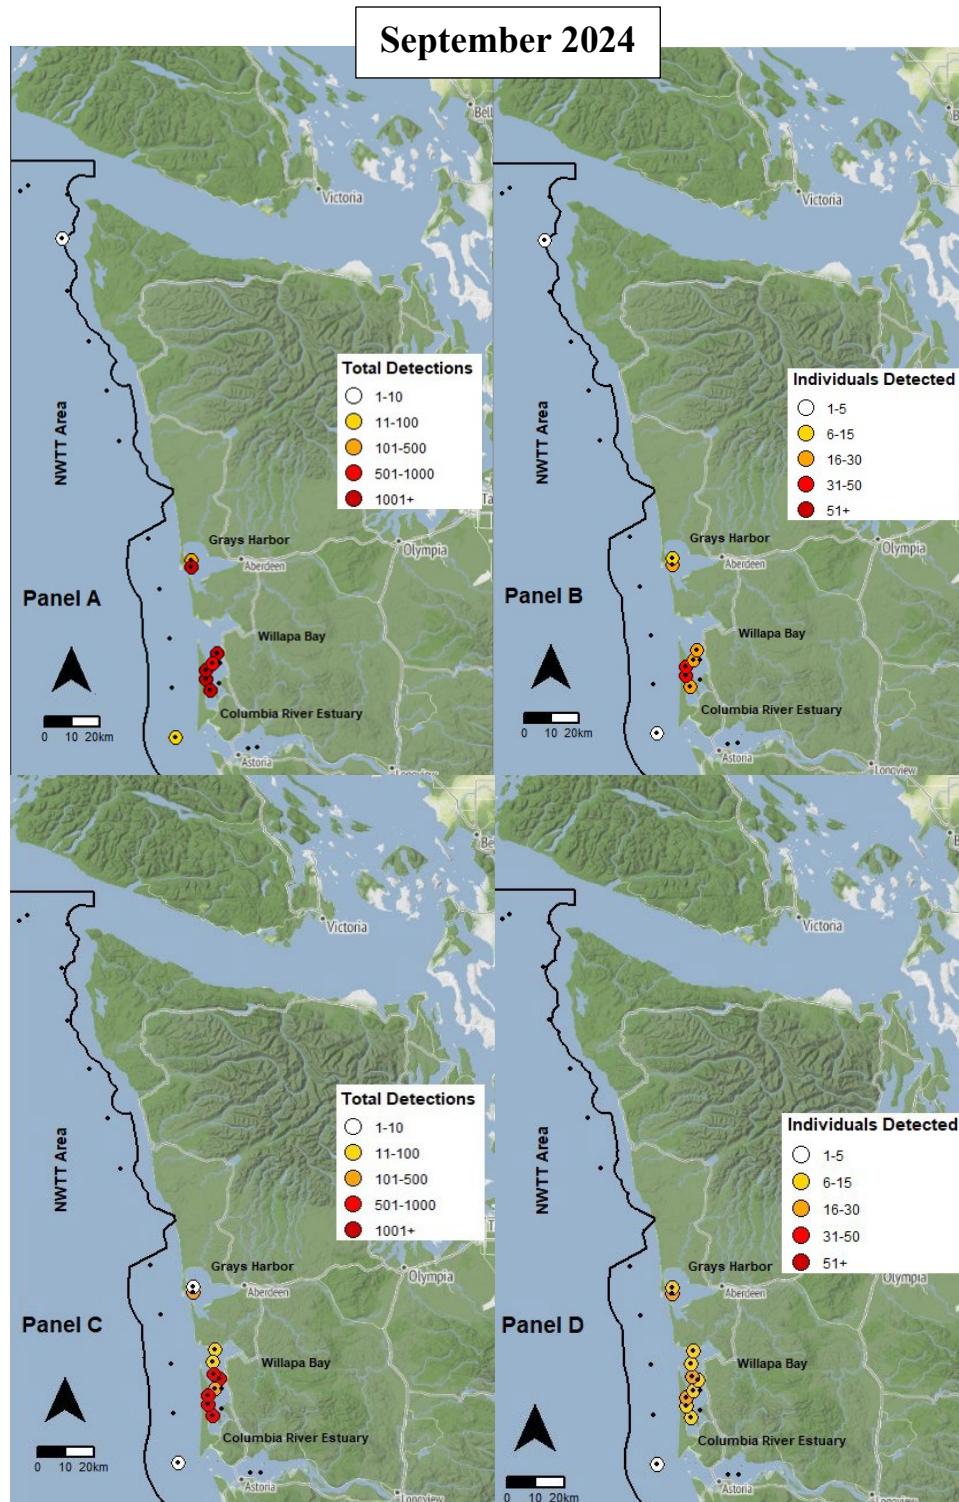 September 2024
Bell
Victoria
NWTT Area
Total Detections
1-10
11-100
101-500
501-1000
1001+
Grays Harbor
Aberdeen
Olympia
Ta
Panel A
Willapa Bay
Columbia River Estuary
0 10 20km
Astoria
Longview
B
Victoria
NWTT Area
Individuals Detected
1-5
6-15
16-30
31-50
51+
Grays Harbor
Aberdeen
Olympia
Panel B
Willapa Bay
Columbia River Estuary
0 10 20km
Astoria
Longview
Be
Victoria
NWTT Area
Total Detections
1-10
11-100
101-500
501-1000
1001+
T
Grays Harbor
Aberdeen
Olympia
Panel C
Willapa Bay
Columbia River Estuary
0 10 20km
Astoria
Longview
B
Victoria
NWTT Area
Individuals Detected
1-5
6-15
16-30
31-50
51+
Grays Harbor
Aberdeen
Olympia
Panel D
Willapa Bay
Columbia River Estuary
0 10 20km
Astoria
Longview